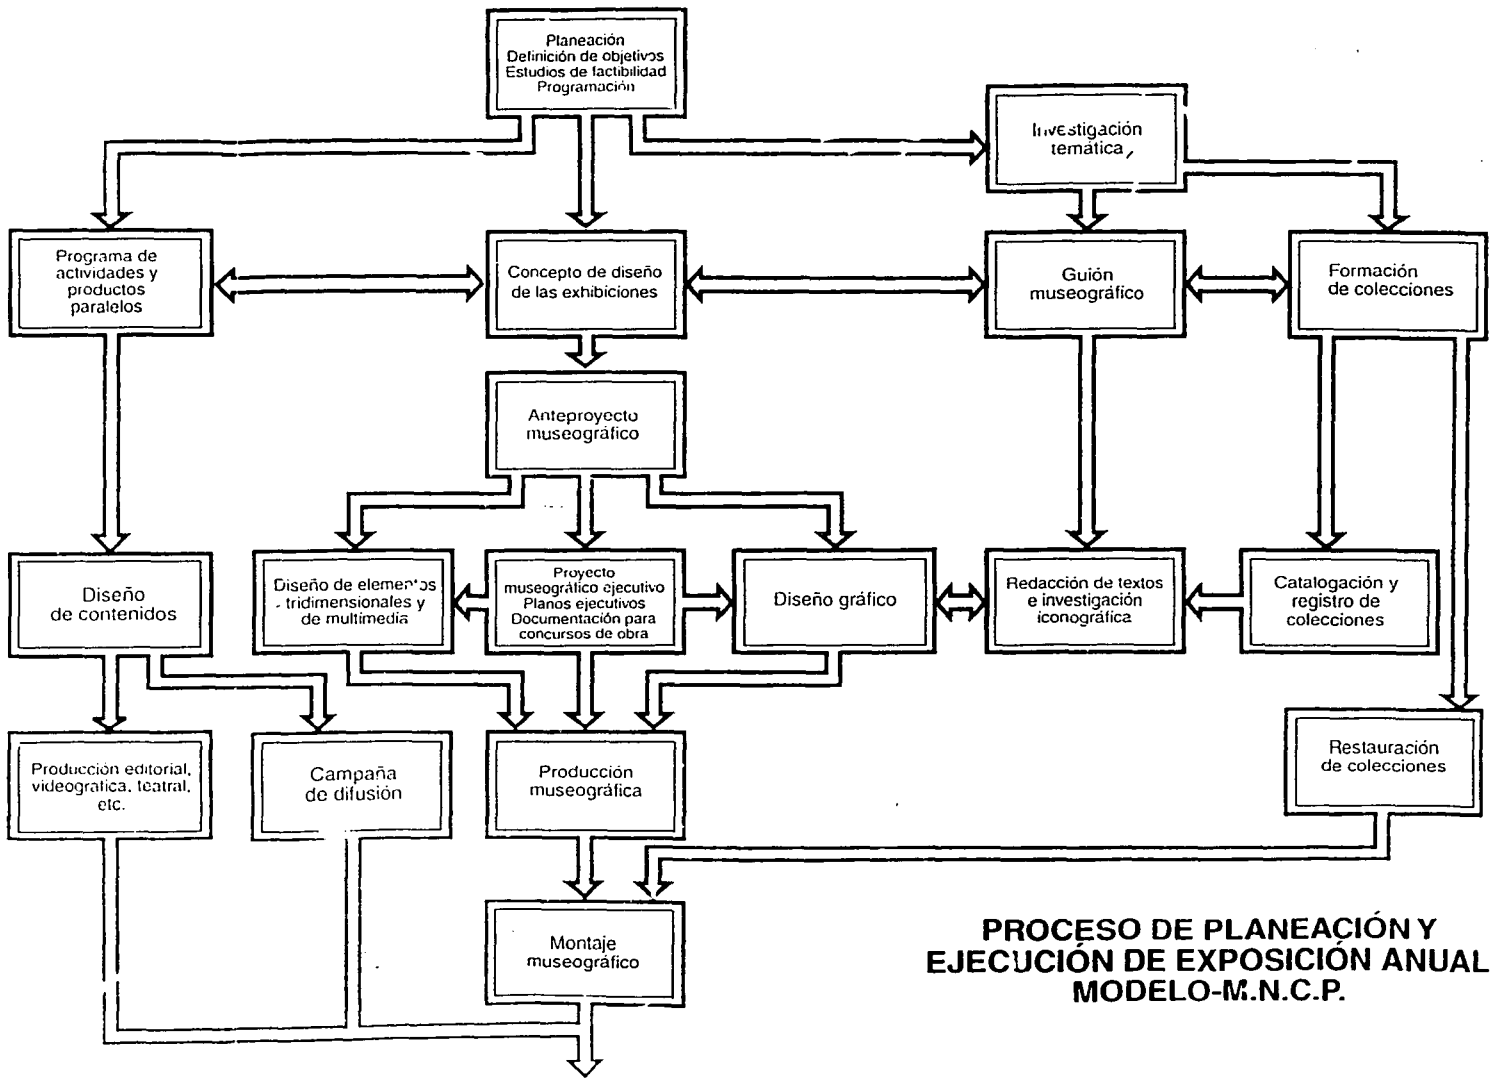 Planeación
Definición de objetivos
Estudios de factibilidad
Programación
Investigación
temática
Programa de
actividades y
productos
paralelos
Concepto de diseño
de las exhibiciones
Guión
museográfico
Formación
de colecciones
Anteproyecto
museográfico
Diseño
de contenidos
Diseño de elementos
tridimensionales y
de multimedia
Proyecto
museográfico ejecutivo
Planos ejecutivos
Documentación para
concursos de obra
Diseño gráfico
Redacción de textos
e investigación
iconográfica
Catalogación y
registro de
colecciones
Producción editorial,
videográfica, teatral,
etc.
Campaña
de difusión
Producción
museográfica
Restauración
de colecciones
Montaje
museográfico
PROCESO DE PLANEACIÓN Y
EJECUCIÓN DE EXPOSICIÓN ANUAL
MODELO-M.N.C.P.